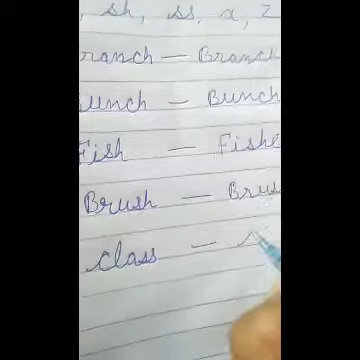 , sh, ss, x, z
ranch — Branch
unch — Bunch
Fish — Fishe
Brush — Brus
class —